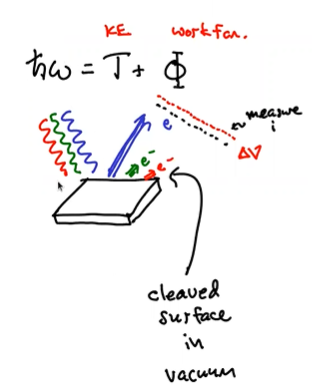 KE workfcn.
ħω = T + Φ
e
measure
i
ΔV
e⁻
e⁻
cleaved
surface
in
vacuum